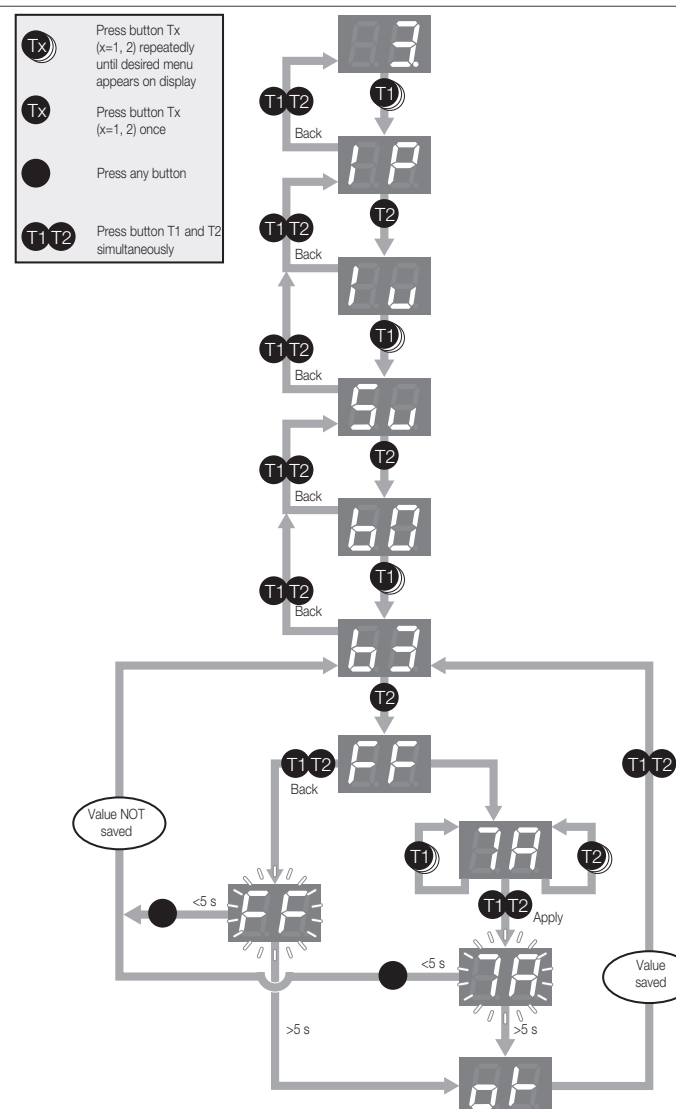 Tx
Press button Tx
(x=1, 2) repeatedly
until desired menu
appears on display
Tx
Press button Tx
(x=1, 2) once
Press any button
T1 T2
Press button T1 and T2
simultaneously
3.
T1
T1 T2
Back
IP
T2
T1 T2
Back
Iu
T1
T1 T2
Back
Su
T2
T1 T2
Back
b0
T1
T1 T2
Back
b3
T2
FF
T1 T2
Back
T1 T2
Value NOT
saved
7A
T1
T2
T1 T2
Apply
<5 s
FF
<5 s
7A
Value
saved
>5 s
>5 s
ok